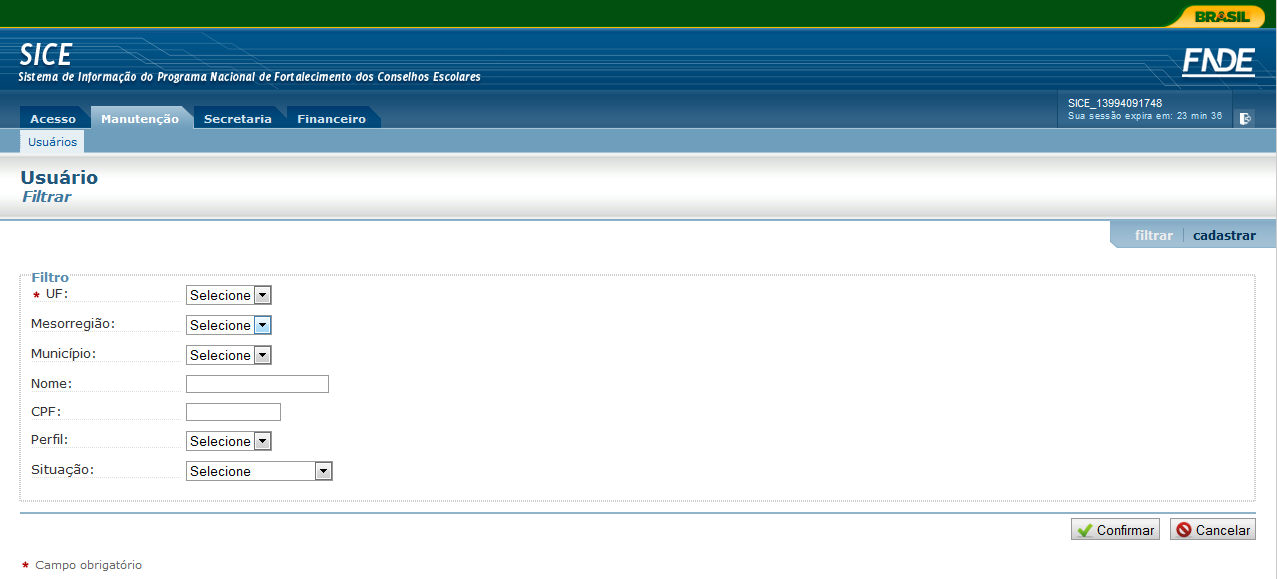 BRASIL
SICE
Sistema de Informação do Programa Nacional de Fortalecimento dos Conselhos Escolares
FNDE
SICE_13994091748
Sua sessão expira em: 23 min 36
Acesso Manutenção Secretaria Financeiro
Usuários
Usuário
Filtrar
filtrar cadastrar
Filtro
* UF: Selecione
Mesorregião: Selecione
Município: Selecione
Nome:
CPF:
Perfil: Selecione
Situação: Selecione
Confirmar Cancelar
* Campo obrigatório